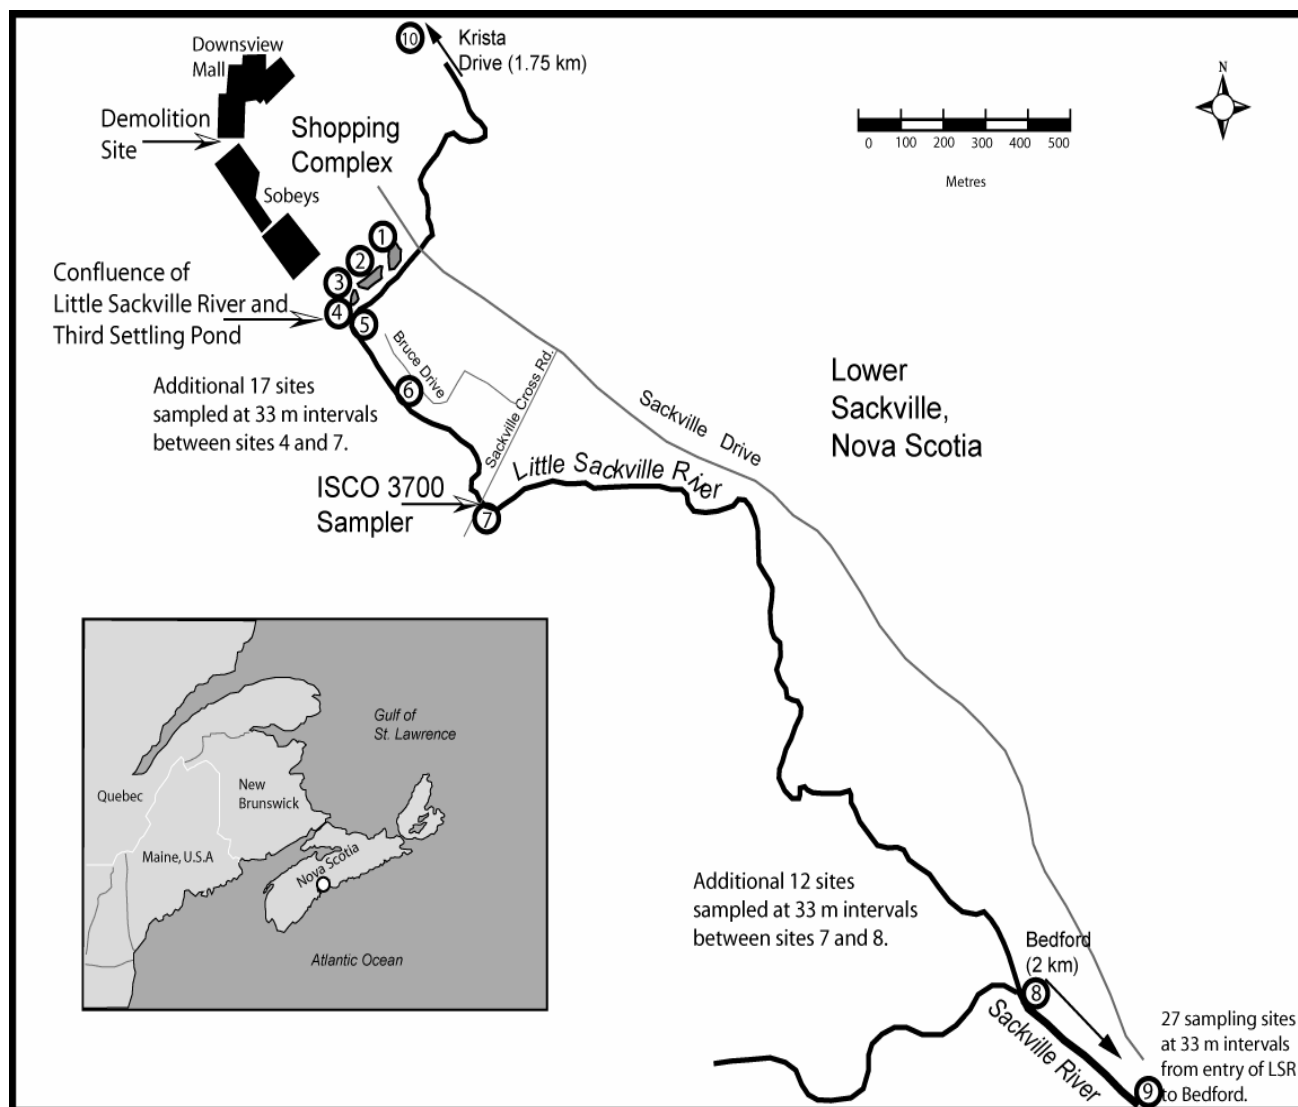 Downsview
Mall
10
Krista
Drive (1.75 km)
N
Demolition
Site
Shopping
Complex
0 100 200 300 400 500
Metres
Sobeys
1
2
3
4
5
Confluence of
Little Sackville River and
Third Settling Pond
Bruce Drive
6
Sackville Cross Rd.
Sackville Drive
Lower
Sackville,
Nova Scotia
Additional 17 sites
sampled at 33 m intervals
between sites 4 and 7.
Little Sackville River
ISCO 3700
Sampler
7
Gulf of
St. Lawrence
Quebec
New
Brunswick
Maine, U.S.A
Nova Scotia
Atlantic Ocean
Additional 12 sites
sampled at 33 m intervals
between sites 7 and 8.
Bedford
(2 km)
8
Sackville River
9
27 sampling sites
at 33 m intervals
from entry of LSR
to Bedford.